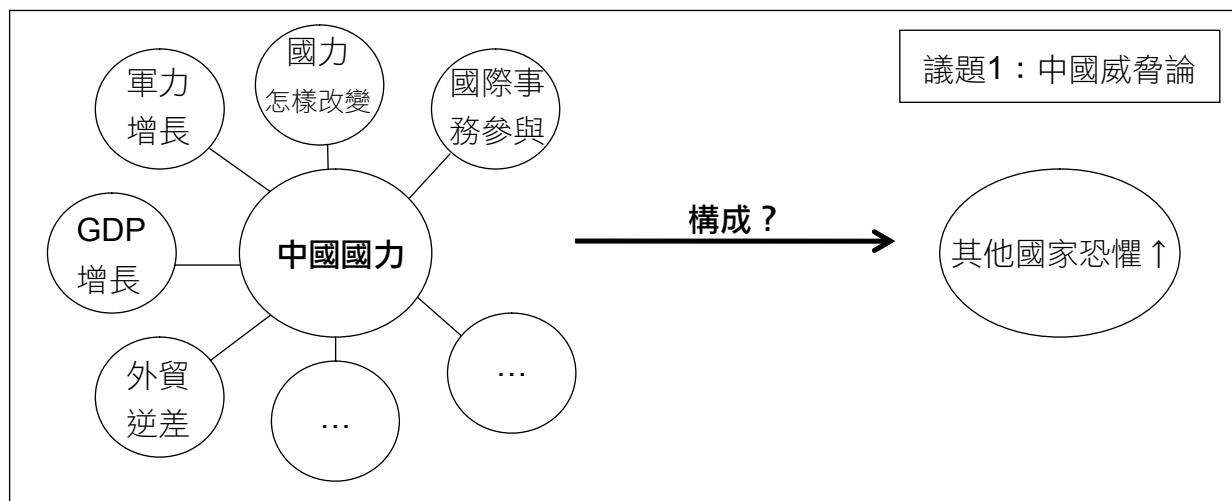 議題1：中國威脅論
國力
怎樣改變
軍力
增長
國際事
務參與
GDP
增長
中國國力
構成？
其他國家恐懼↑
外貿
逆差
…
…